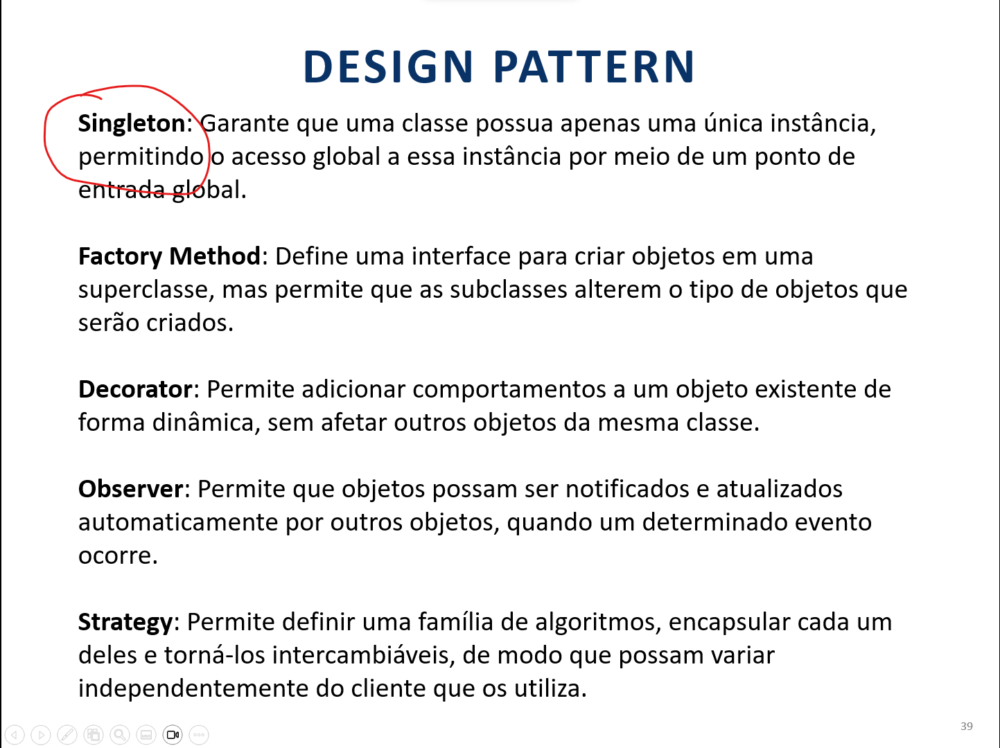 DESIGN PATTERN
Singleton: Garante que uma classe possua apenas uma única instância,
permitindo o acesso global a essa instância por meio de um ponto de
entrada global.
Factory Method: Define uma interface para criar objetos em uma
superclasse, mas permite que as subclasses alterem o tipo de objetos que
serão criados.
Decorator: Permite adicionar comportamentos a um objeto existente de
forma dinâmica, sem afetar outros objetos da mesma classe.
Observer: Permite que objetos possam ser notificados e atualizados
automaticamente por outros objetos, quando um determinado evento
ocorre.
Strategy: Permite definir uma família de algoritmos, encapsular cada um
deles e torná-los intercambiáveis, de modo que possam variar
independentemente do cliente que os utiliza.
39